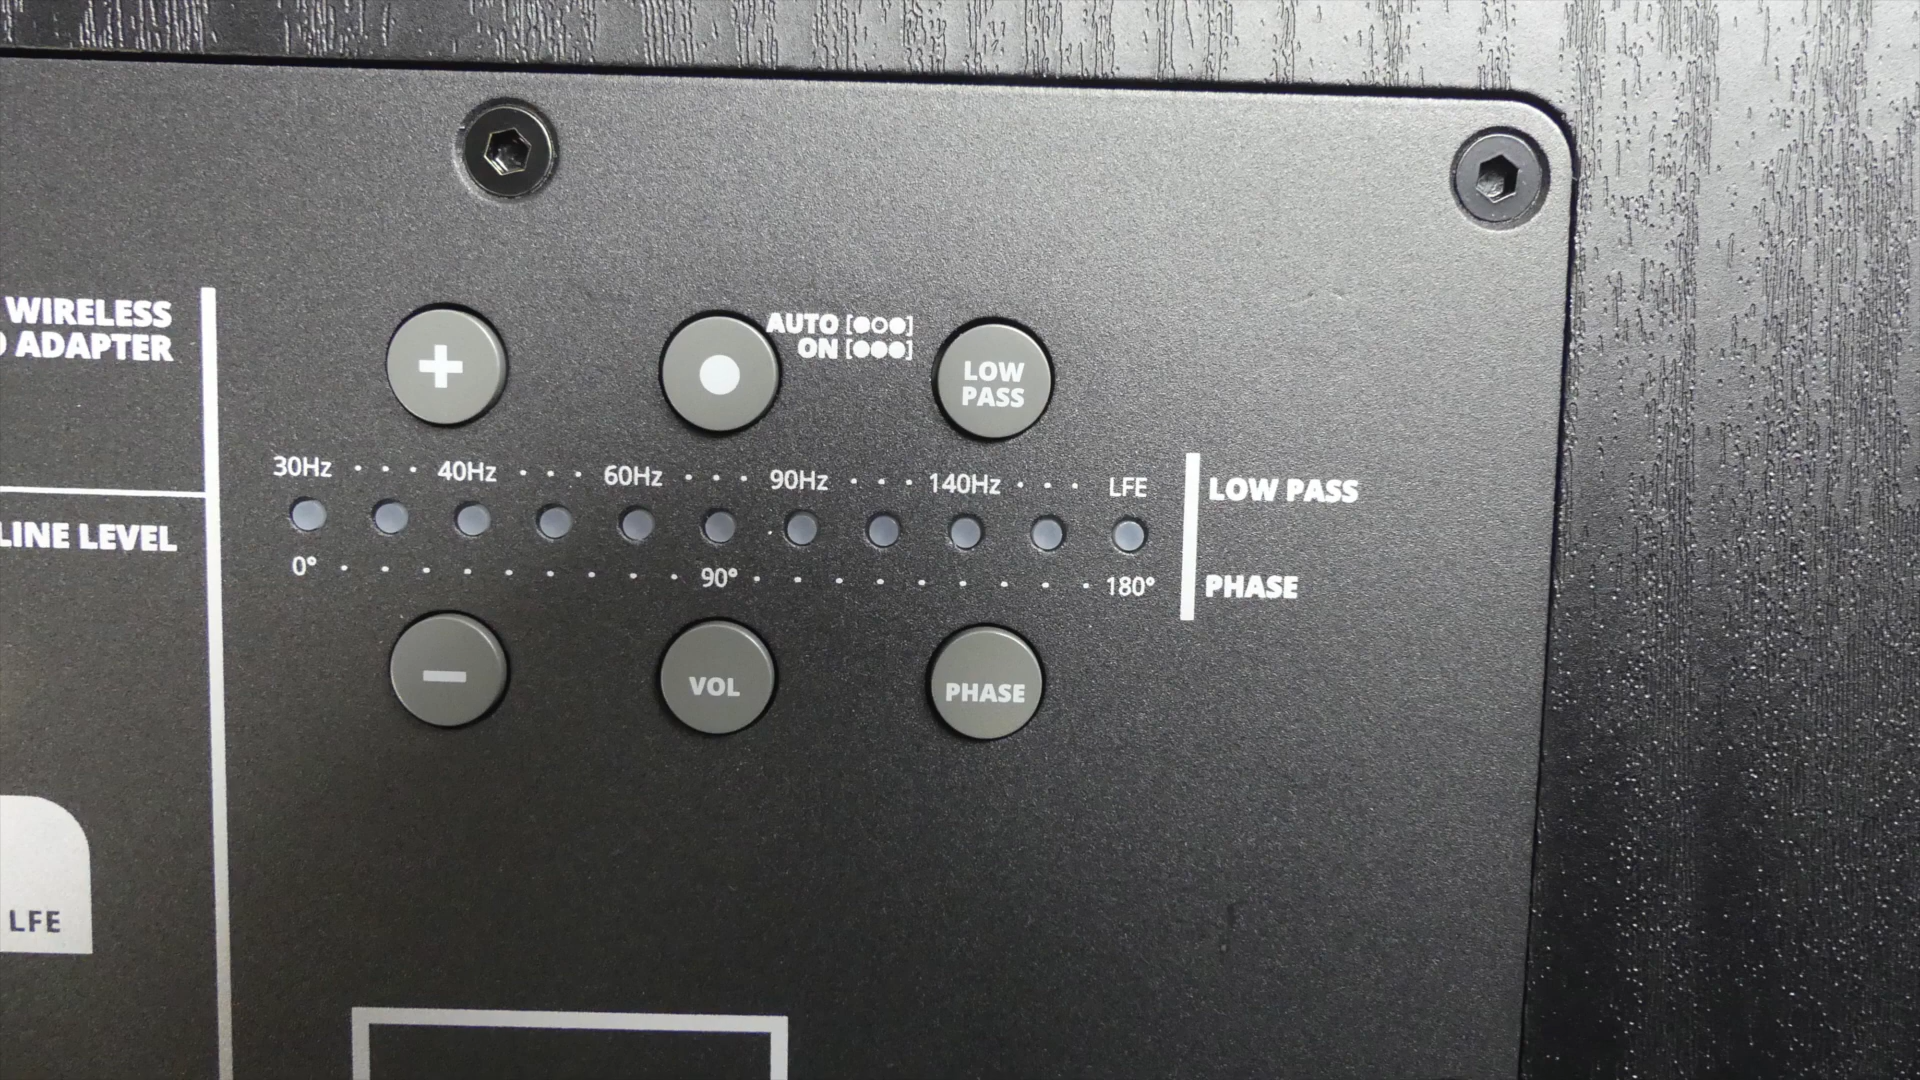 WIRELESS
ADAPTER
LINE LEVEL
LFE
+
AUTO [●○●]
ON [●●●]
LOW
PASS
30Hz · · · 40Hz · · · 60Hz · · · 90Hz · · · 140Hz · · · LFE
LOW PASS
0° · · · · · · · · · 90° · · · · · · · · · 180°
PHASE
−
VOL
PHASE